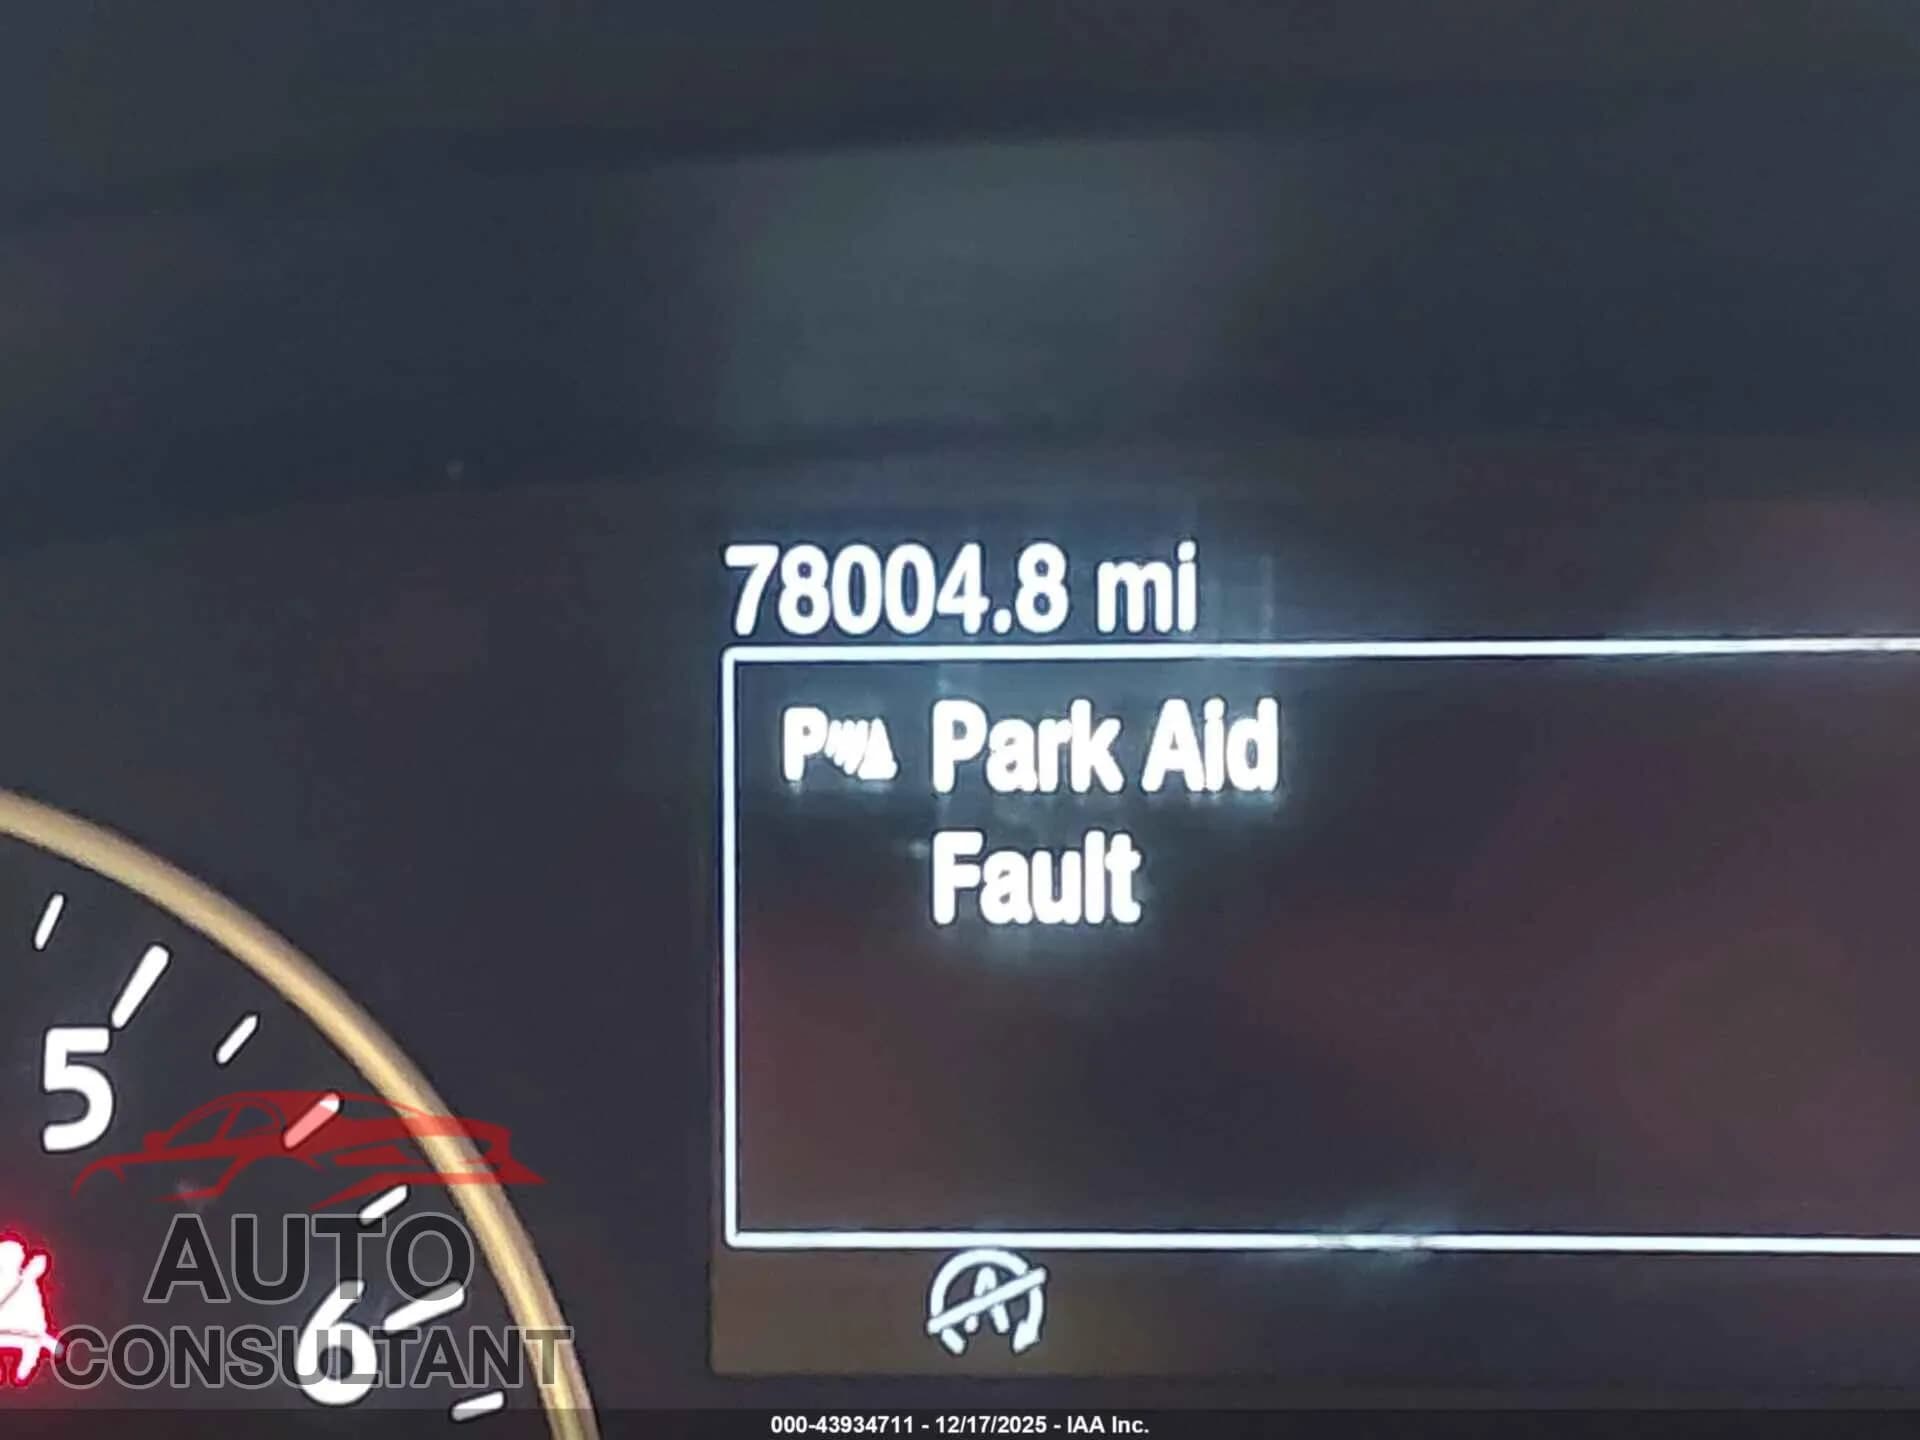 78004.8 mi
P Park Aid
Fault
5
6
A
AUTO
CONSULTANT
000-43934711 - 12/17/2025 - IAA Inc.